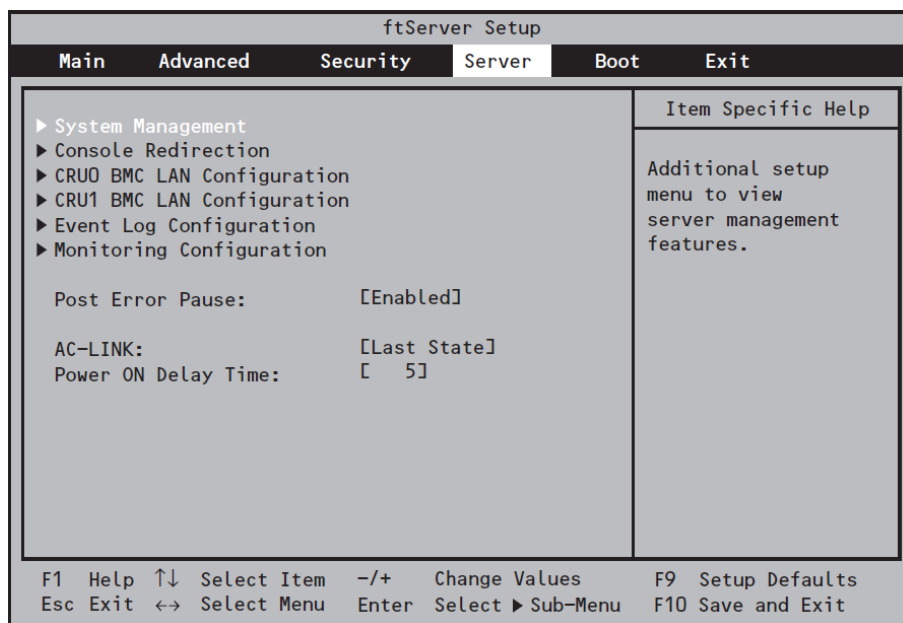 ftServer Setup
Main Advanced Security Server Boot Exit
▶ System Management
▶ Console Redirection
▶ CRU0 BMC LAN Configuration
▶ CRU1 BMC LAN Configuration
▶ Event Log Configuration
▶ Monitoring Configuration
Post Error Pause: [Enabled]
AC-LINK: [Last State]
Power ON Delay Time: [ 5]
Item Specific Help
Additional setup
menu to view
server management
features.
F1 Help ↑↓ Select Item -/+ Change Values F9 Setup Defaults
Esc Exit ↔ Select Menu Enter Select ▶ Sub-Menu F10 Save and Exit